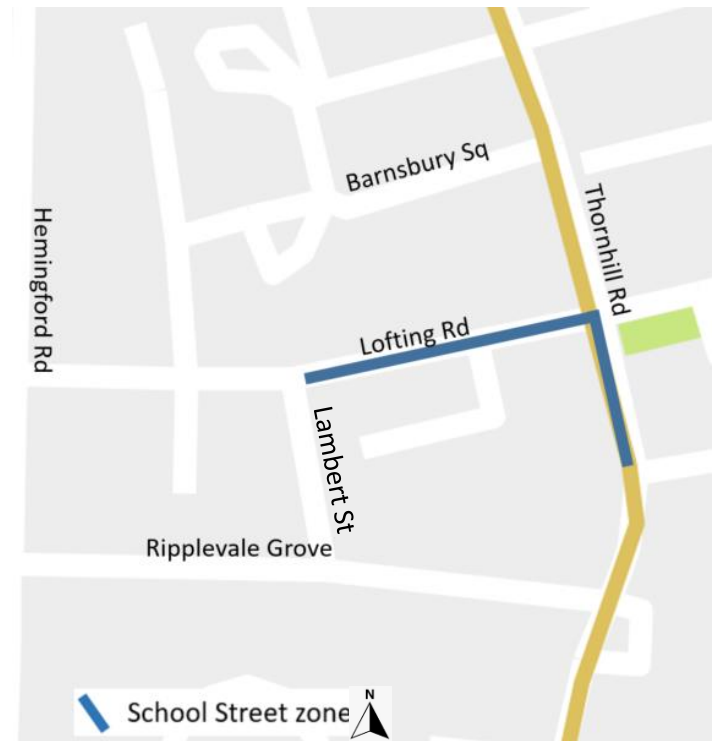 Barnsbury Sq
Thornhill Rd
Hemingford Rd
Lofting Rd
Lambert St
Ripplevale Grove
School Street zone
N